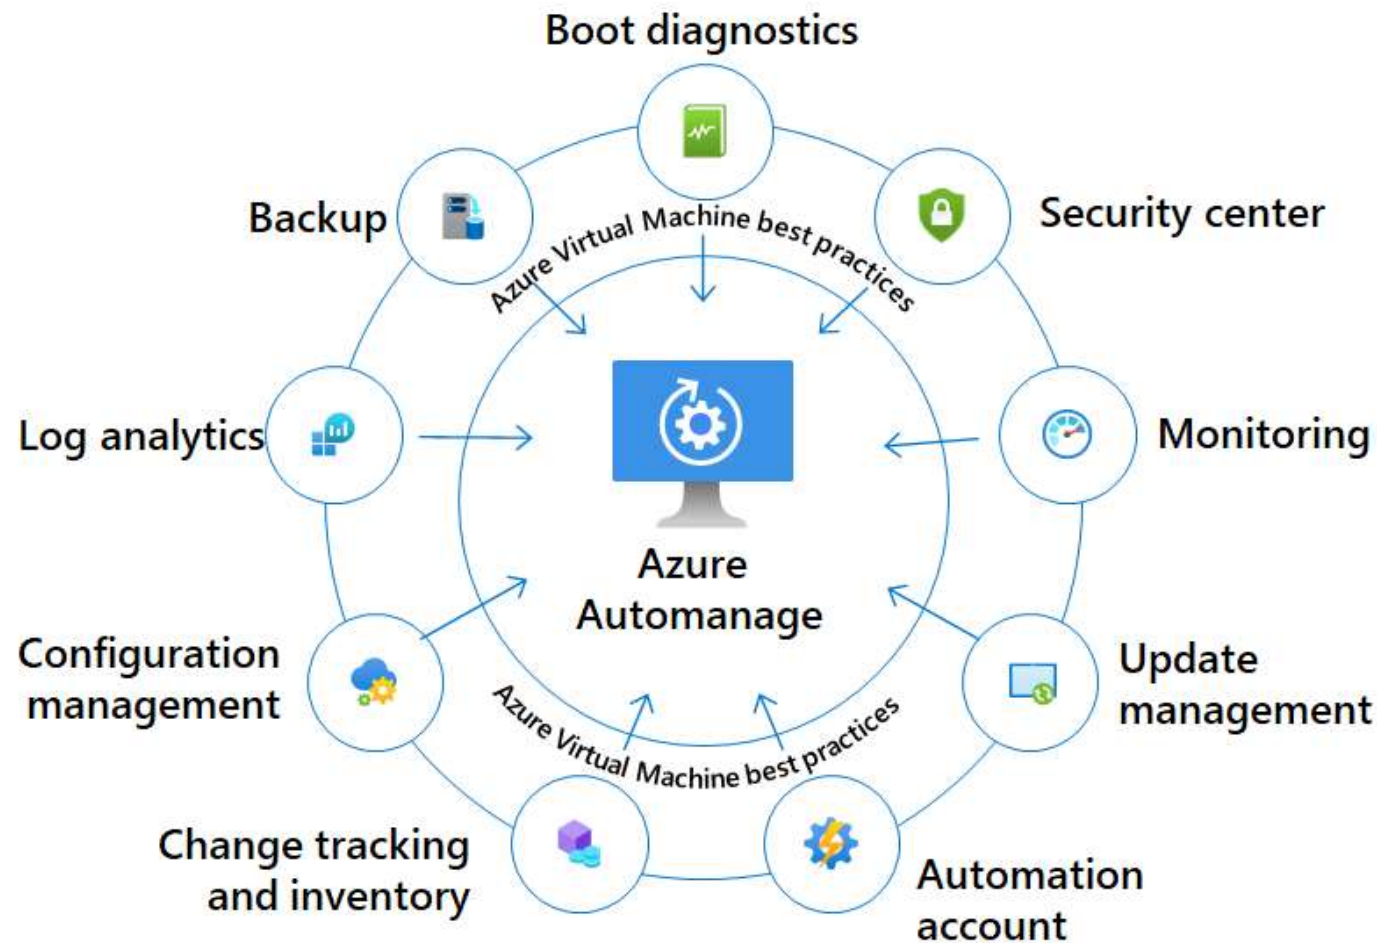 Boot diagnostics
Backup
Security center
Azure Virtual Machine best practices
Log analytics
Monitoring
Azure
Automanage
Configuration
management
Update
management
Azure Virtual Machine best practices
Change tracking
and inventory
Automation
account